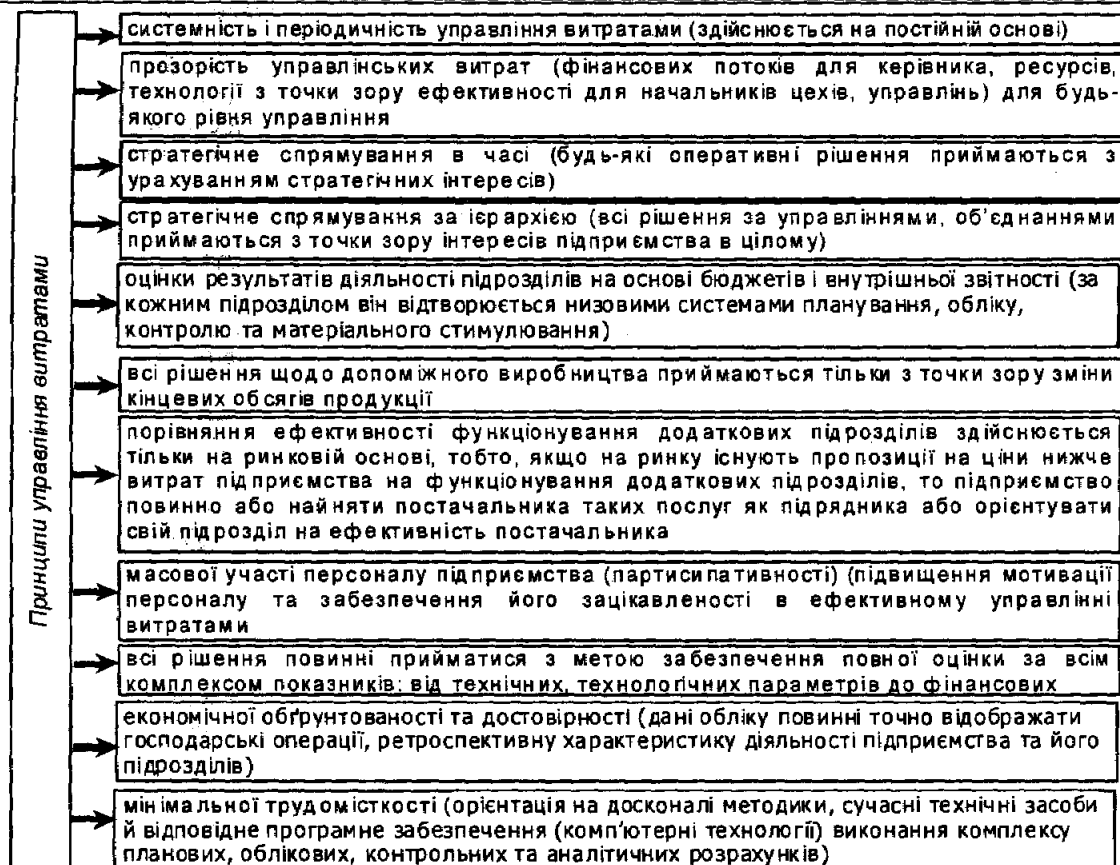 Принципи управління витратами
системність і періодичність управління витратами (здійснюється на постійній основі)
прозорість управлінських витрат (фінансових потоків для керівника, ресурсів,
технології з точки зору ефективності для начальників цехів, управлінь) для будь-
якого рівня управління
стратегічне спрямування в часі (будь-які оперативні рішення приймаються з
урахуванням стратегічних інтересів)
стратегічне спрямування за ієрархією (всі рішення за управліннями, об'єднаннями
приймаються з точки зору інтересів підприємства в цілому)
оцінки результатів діяльності підрозділів на основі бюджетів і внутрішньої звітності (за
кожним підрозділом він відтворюється низовими системами планування, обліку,
контролю та матеріального стимулювання)
всі рішення щодо допоміжного виробництва приймаються тільки з точки зору зміни
кінцевих обсягів продукції
порівняння ефективності функціонування додаткових підрозділів здійснюється
тільки на ринковій основі, тобто, якщо на ринку існують пропозиції на ціни нижче
витрат підприємства на функціонування додаткових підрозділів, то підприємство
повинно або найняти постачальника таких послуг як підрядника або орієнтувати
свій підрозділ на ефективність постачальника
масової участі персоналу підприємства (партисипативності) (підвищення мотивації
персоналу та забезпечення його зацікавленості в ефективному управлінні
витратами
всі рішення повинні прийматися з метою забезпечення повної оцінки за всім
комплексом показників: від технічних, технологічних параметрів до фінансових
економічної обґрунтованості та достовірності (дані обліку повинні точно відображати
господарські операції, ретроспективну характеристику діяльності підприємства та його
підрозділів)
мінімальної трудомісткості (орієнтація на досконалі методики, сучасні технічні засоби
й відповідне програмне забезпечення (комп'ютерні технології) виконання комплексу
планових, облікових, контрольних та аналітичних розрахунків)